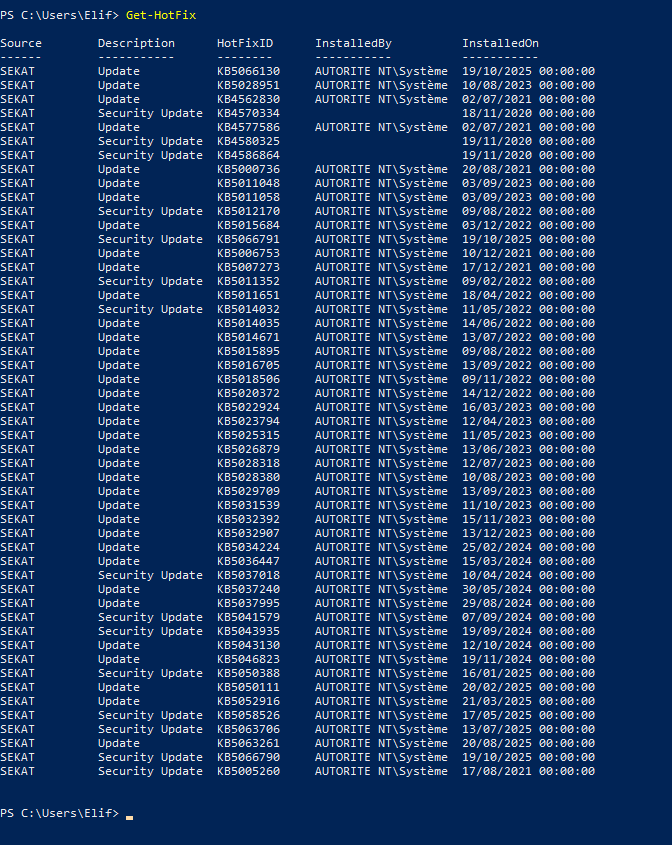 PS C:\Users\Elif> Get-HotFix
Source        Description      HotFixID      InstalledBy          InstalledOn
------        -----------      --------      -----------          -----------
SEKAT         Update           KB5066130     AUTORITE NT\Système  19/10/2025 00:00:00
SEKAT         Update           KB5028951     AUTORITE NT\Système  10/08/2023 00:00:00
SEKAT         Update           KB4562830     AUTORITE NT\Système  02/07/2021 00:00:00
SEKAT         Security Update  KB4570334                          18/11/2020 00:00:00
SEKAT         Update           KB4577586     AUTORITE NT\Système  02/07/2021 00:00:00
SEKAT         Security Update  KB4580325                          19/11/2020 00:00:00
SEKAT         Security Update  KB4586864                          19/11/2020 00:00:00
SEKAT         Update           KB5000736     AUTORITE NT\Système  20/08/2021 00:00:00
SEKAT         Update           KB5011048     AUTORITE NT\Système  03/09/2023 00:00:00
SEKAT         Update           KB5011058     AUTORITE NT\Système  03/09/2023 00:00:00
SEKAT         Security Update  KB5012170     AUTORITE NT\Système  09/08/2022 00:00:00
SEKAT         Update           KB5015684     AUTORITE NT\Système  03/12/2022 00:00:00
SEKAT         Security Update  KB5066791     AUTORITE NT\Système  19/10/2025 00:00:00
SEKAT         Update           KB5006753     AUTORITE NT\Système  10/12/2021 00:00:00
SEKAT         Update           KB5007273     AUTORITE NT\Système  17/12/2021 00:00:00
SEKAT         Security Update  KB5011352     AUTORITE NT\Système  09/02/2022 00:00:00
SEKAT         Update           KB5011651     AUTORITE NT\Système  18/04/2022 00:00:00
SEKAT         Security Update  KB5014032     AUTORITE NT\Système  11/05/2022 00:00:00
SEKAT         Update           KB5014035     AUTORITE NT\Système  14/06/2022 00:00:00
SEKAT         Update           KB5014671     AUTORITE NT\Système  13/07/2022 00:00:00
SEKAT         Update           KB5015895     AUTORITE NT\Système  09/08/2022 00:00:00
SEKAT         Update           KB5016705     AUTORITE NT\Système  13/09/2022 00:00:00
SEKAT         Update           KB5018506     AUTORITE NT\Système  09/11/2022 00:00:00
SEKAT         Update           KB5020372     AUTORITE NT\Système  14/12/2022 00:00:00
SEKAT         Update           KB5022924     AUTORITE NT\Système  16/03/2023 00:00:00
SEKAT         Update           KB5023794     AUTORITE NT\Système  12/04/2023 00:00:00
SEKAT         Update           KB5025315     AUTORITE NT\Système  11/05/2023 00:00:00
SEKAT         Update           KB5026879     AUTORITE NT\Système  13/06/2023 00:00:00
SEKAT         Update           KB5028318     AUTORITE NT\Système  12/07/2023 00:00:00
SEKAT         Update           KB5028380     AUTORITE NT\Système  10/08/2023 00:00:00
SEKAT         Update           KB5029709     AUTORITE NT\Système  13/09/2023 00:00:00
SEKAT         Update           KB5031539     AUTORITE NT\Système  11/10/2023 00:00:00
SEKAT         Update           KB5032392     AUTORITE NT\Système  15/11/2023 00:00:00
SEKAT         Update           KB5032907     AUTORITE NT\Système  13/12/2023 00:00:00
SEKAT         Update           KB5034224     AUTORITE NT\Système  25/02/2024 00:00:00
SEKAT         Update           KB5036447     AUTORITE NT\Système  15/03/2024 00:00:00
SEKAT         Security Update  KB5037018     AUTORITE NT\Système  10/04/2024 00:00:00
SEKAT         Update           KB5037240     AUTORITE NT\Système  30/05/2024 00:00:00
SEKAT         Update           KB5037995     AUTORITE NT\Système  29/08/2024 00:00:00
SEKAT         Security Update  KB5041579     AUTORITE NT\Système  07/09/2024 00:00:00
SEKAT         Security Update  KB5043935     AUTORITE NT\Système  19/09/2024 00:00:00
SEKAT         Update           KB5043130     AUTORITE NT\Système  12/10/2024 00:00:00
SEKAT         Update           KB5046823     AUTORITE NT\Système  19/11/2024 00:00:00
SEKAT         Security Update  KB5050388     AUTORITE NT\Système  16/01/2025 00:00:00
SEKAT         Update           KB5050111     AUTORITE NT\Système  20/02/2025 00:00:00
SEKAT         Update           KB5052916     AUTORITE NT\Système  21/03/2025 00:00:00
SEKAT         Security Update  KB5058526     AUTORITE NT\Système  17/05/2025 00:00:00
SEKAT         Security Update  KB5063706     AUTORITE NT\Système  13/07/2025 00:00:00
SEKAT         Update           KB5063261     AUTORITE NT\Système  20/08/2025 00:00:00
SEKAT         Security Update  KB5066790     AUTORITE NT\Système  19/10/2025 00:00:00
SEKAT         Security Update  KB5005260     AUTORITE NT\Système  17/08/2021 00:00:00
PS C:\Users\Elif>